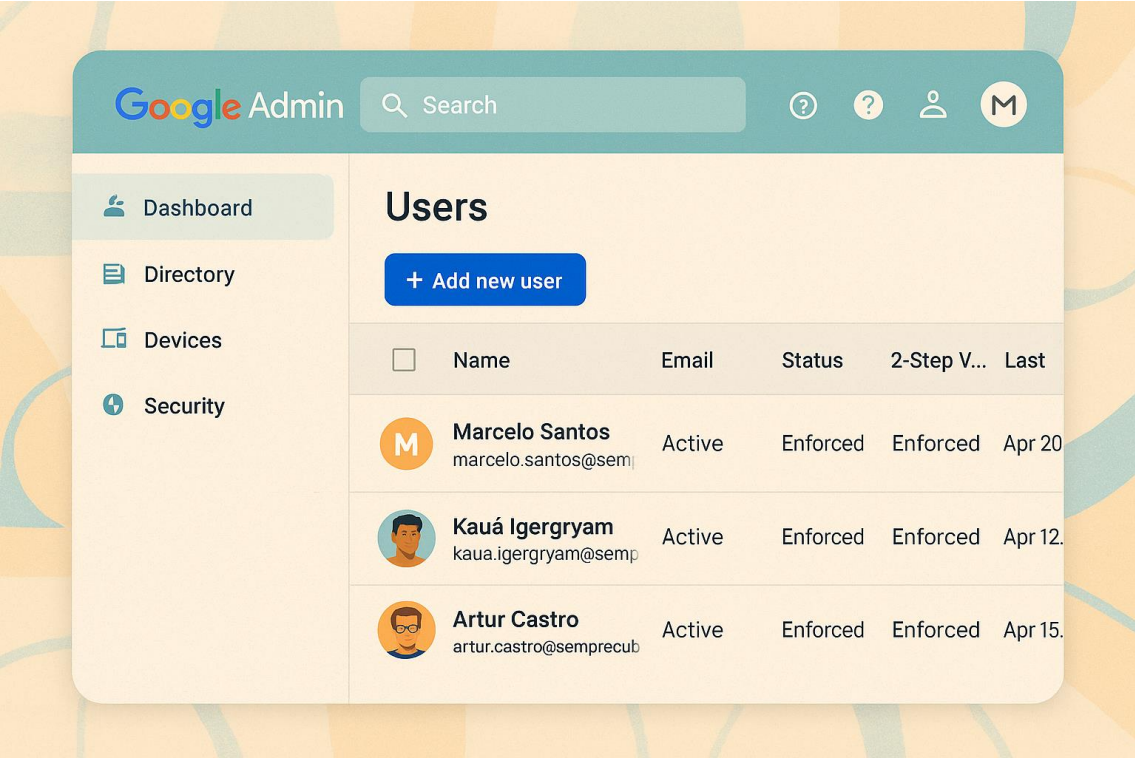 Google Admin
Search
? ? M
Dashboard
Directory
Devices
Security
Users
+ Add new user
Name Email Status 2-Step V... Last
M
Marcelo Santos
marcelo.santos@sem
Active Enforced Enforced Apr 20
Kauá Igergryam
kaua.igergryam@semp
Active Enforced Enforced Apr 12.
Artur Castro
artur.castro@semprecub
Active Enforced Enforced Apr 15.